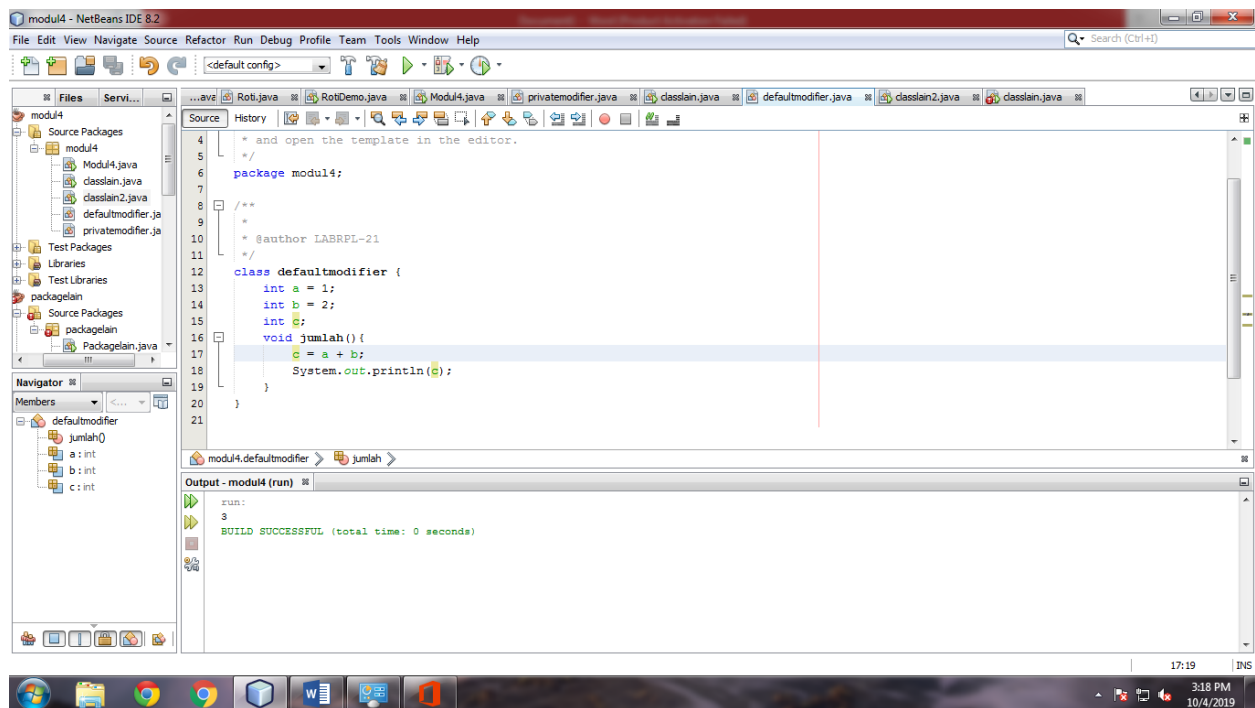 modul4 - NetBeans IDE 8.2
File Edit View Navigate Source Refactor Run Debug Profile Team Tools Window Help
Search (Ctrl+I)
<default config>
Files Servi...
...ava Roti.java RotiDemo.java Modul4.java privatemodifier.java classlain.java defaultmodifier.java classlain2.java classlain.java
Source History
modul4
Source Packages
modul4
Modul4.java
classlain.java
classlain2.java
defaultmodifier.ja
privatemodifier.ja
Test Packages
Libraries
Test Libraries
packagelain
Source Packages
packagelain
Packagelain.java
4 * and open the template in the editor.
5 */
6 package modul4;
7
8 /**
9 *
10 * @author LABRPL-21
11 */
12 class defaultmodifier {
13 int a = 1;
14 int b = 2;
15 int c;
16 void jumlah(){
17 c = a + b;
18 System.out.println(c);
19 }
20 }
21
Navigator
Members <...
defaultmodifier
jumlah()
a : int
b : int
c : int
modul4.defaultmodifier jumlah
Output - modul4 (run)
run:
3
BUILD SUCCESSFUL (total time: 0 seconds)
17:19 INS
3:18 PM
10/4/2019